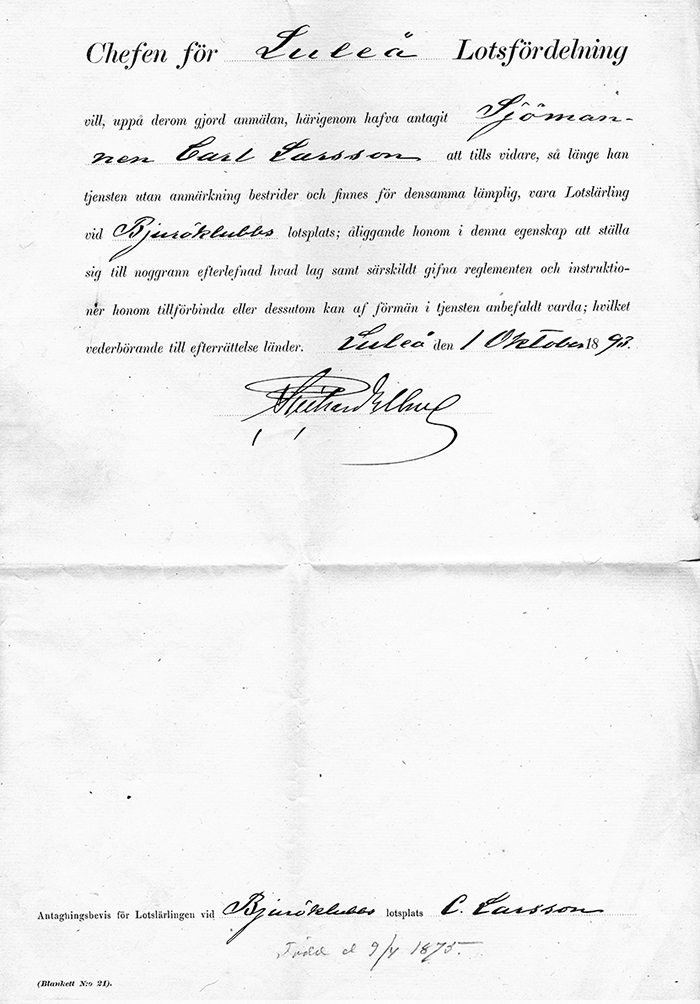 Chefen för Luleå Lotsfördelning
vill, uppå derom gjord anmälan, härigenom hafva antagit Sjöman-
nen Carl Larsson att tills vidare, så länge han
tjensten utan anmärkning bestrider och finnes för densamma lämplig, vara Lotslärling
vid Bjuröklubbs lotsplats; åliggande honom i denna egenskap att ställa
sig till noggrann efterlefnad hvad lag samt särskildt gifna reglementen och instruktio-
ner honom tillförbinda eller dessutom kan af förmän i tjensten anbefaldt varda; hvilket
vederbörande till efterrättelse länder. Luleå den 1 Oktober 1893.
Antagningsbevis för Lotslärlingen vid Bjuröklubbs lotsplats C. Larsson
Född d 9/4 1875.
(Blankett N:o 21).